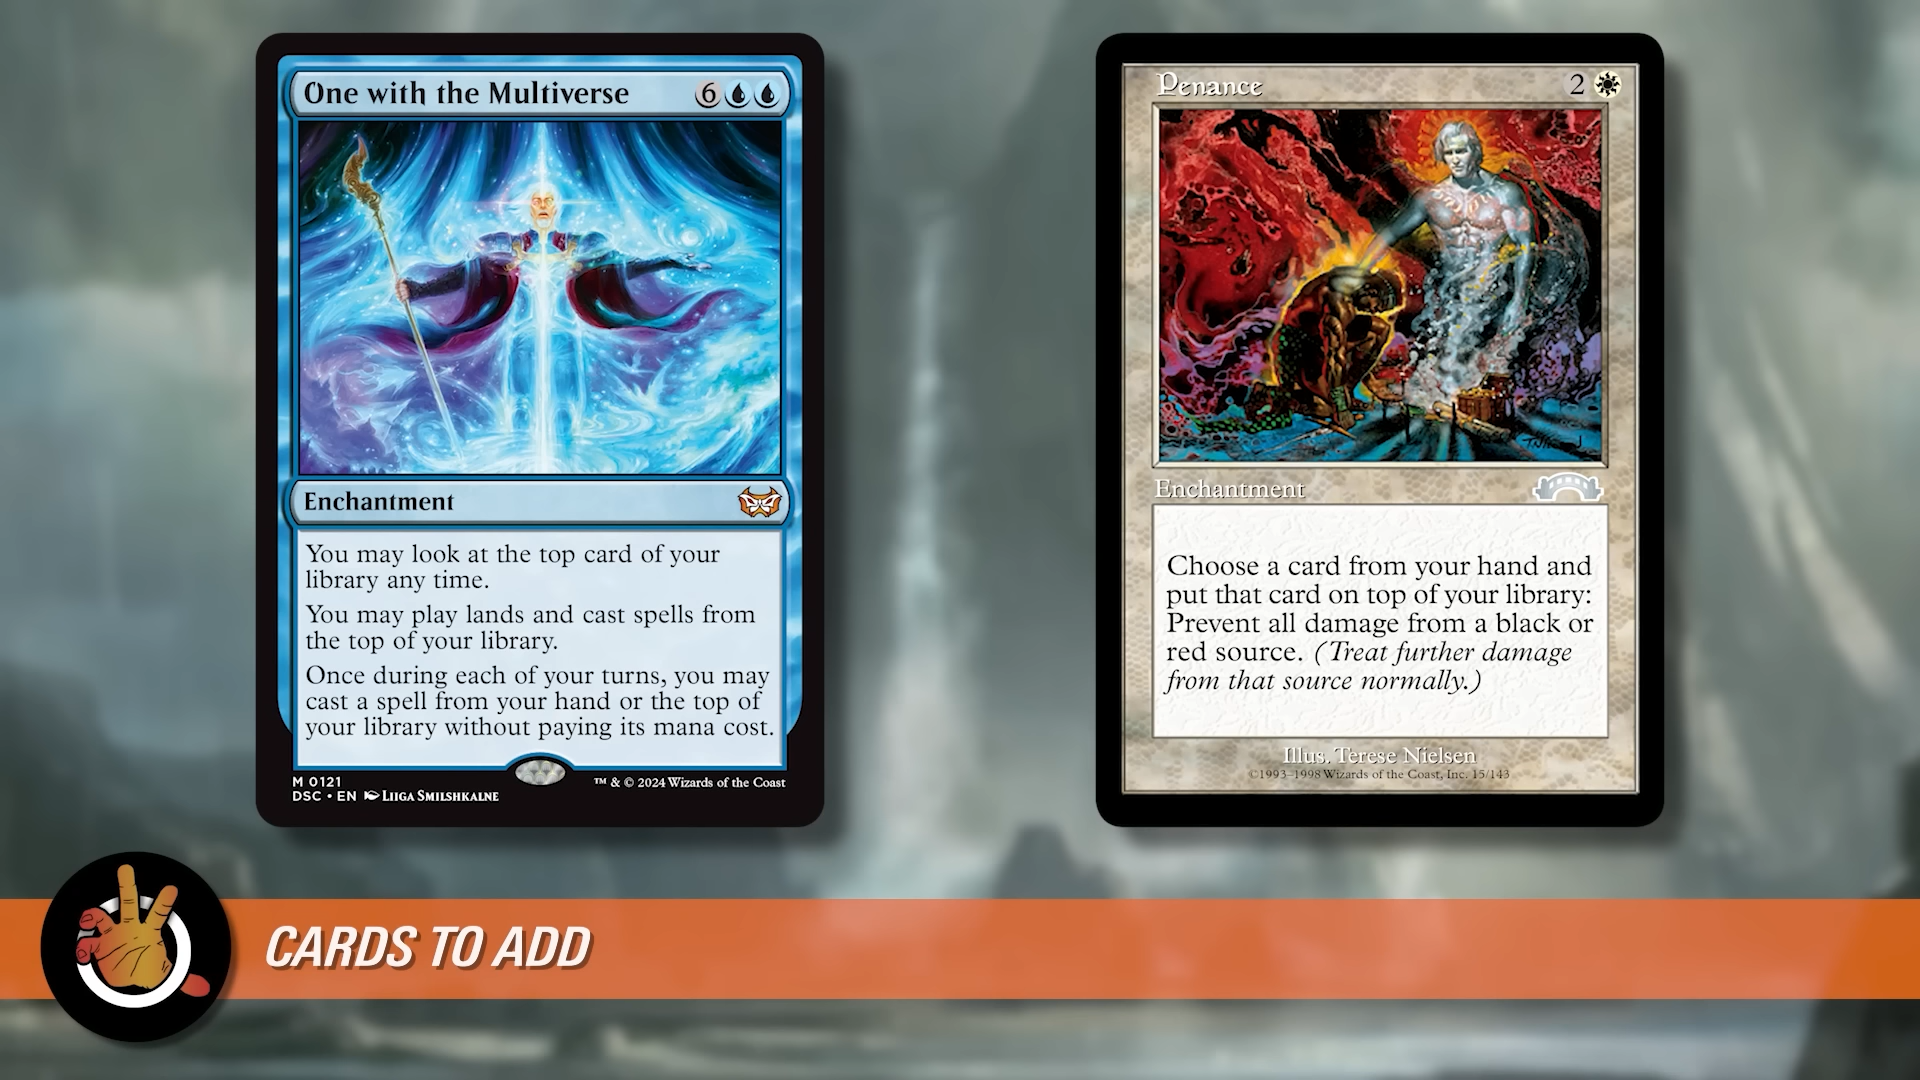 One with the Multiverse 6
Enchantment
You may look at the top card of your
library any time.
You may play lands and cast spells from
the top of your library.
Once during each of your turns, you may
cast a spell from your hand or the top of
your library without paying its mana cost.
M 0121
DSC • EN Liiga Smilshkalne
™ & © 2024 Wizards of the Coast
Penance 2
Enchantment
Choose a card from your hand and
put that card on top of your library:
Prevent all damage from a black or
red source. (Treat further damage
from that source normally.)
Illus. Terese Nielsen
©1993–1998 Wizards of the Coast, Inc. 15/143
CARDS TO ADD